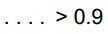 . . . . > 0.9